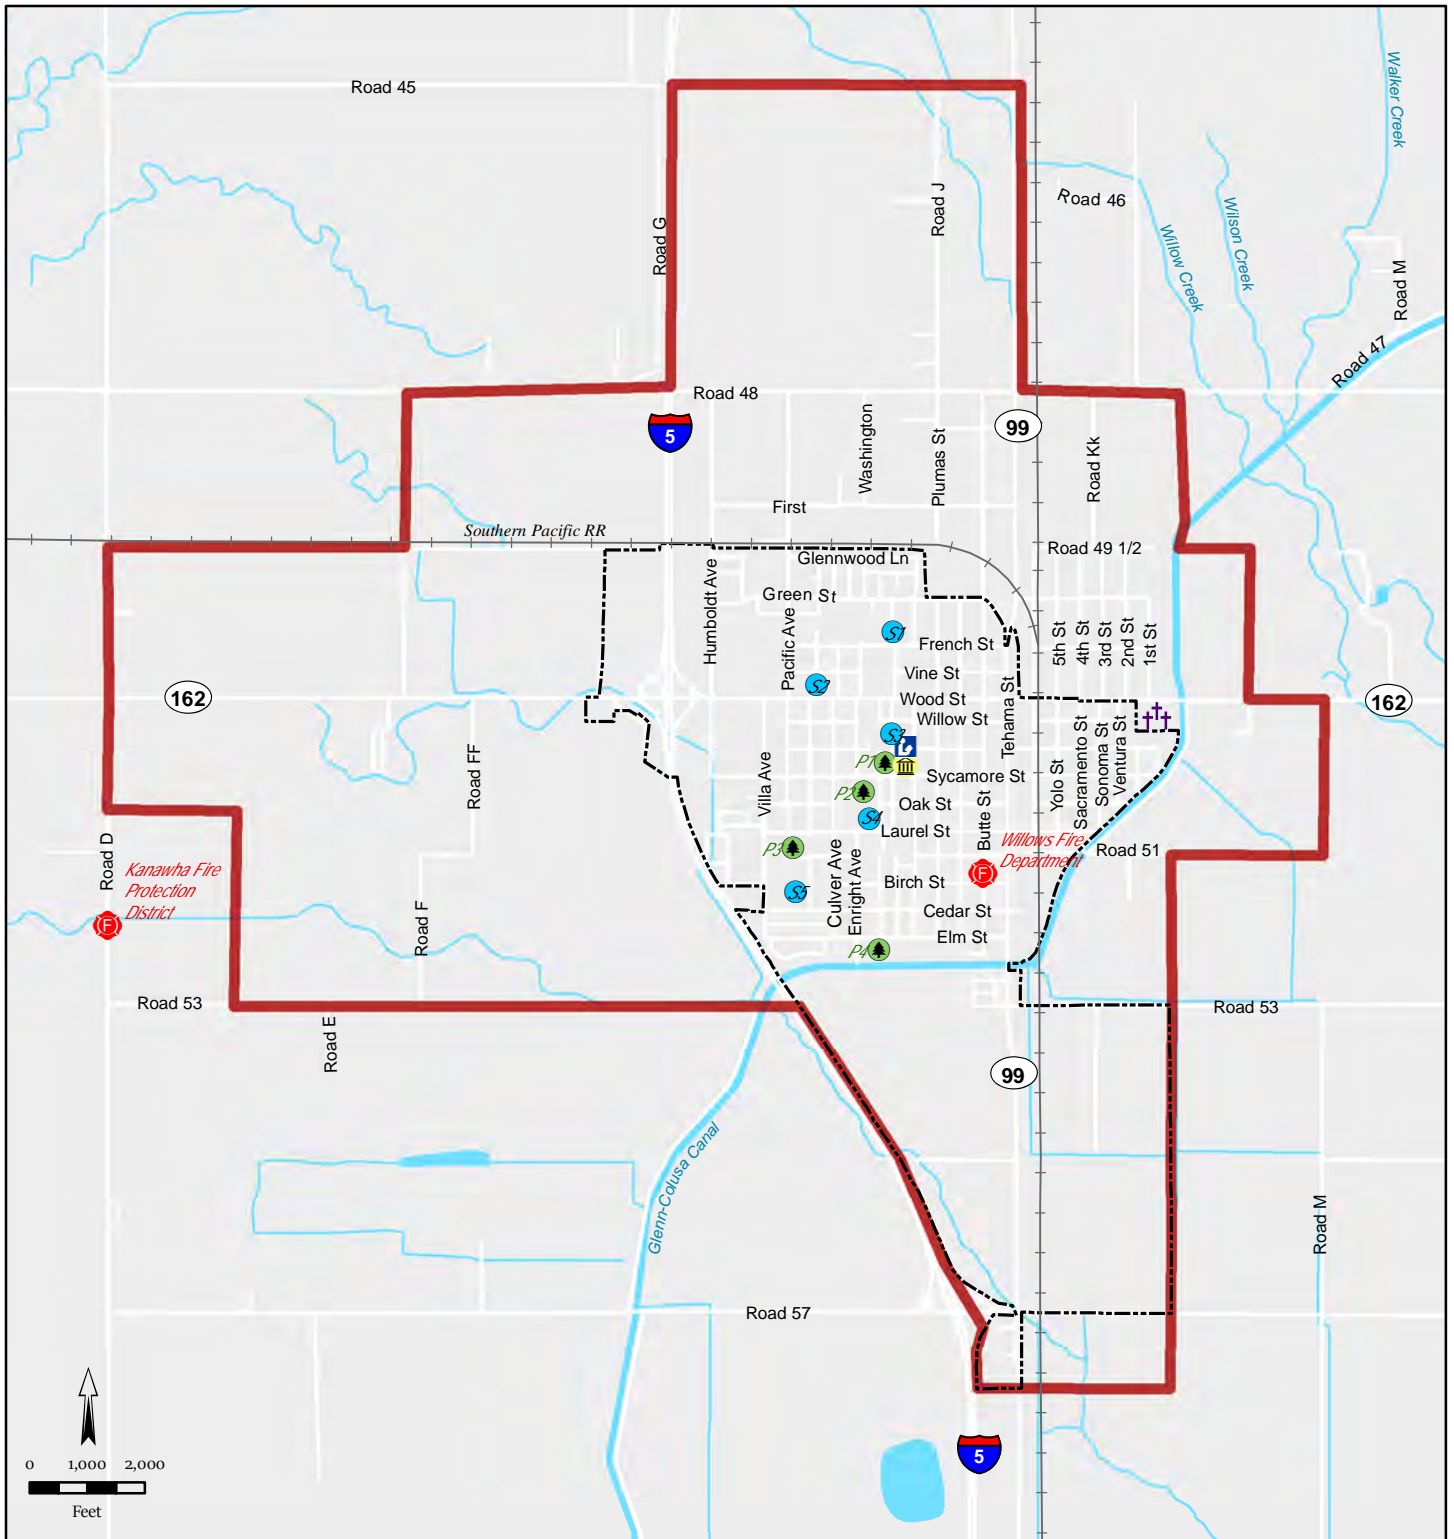 Road 45
Walker Creek
Road 46
Road J
Wilson Creek
Willow Creek
Road G
Road M
Road 47
Road 48
5
99
Washington
Plumas St
Road Kk
First
Southern Pacific RR
Road 49 1/2
Glennwood Ln
Humboldt Ave
Green St
Pacific Ave
S1
French St
5th St
4th St
3rd St
2nd St
1st St
Vine St
S2
162
Wood St
162
Willow St
Tehama St
S3
Sacramento St
Sonoma St
Ventura St
Road FF
P1
Sycamore St
Villa Ave
Yolo St
P2
Oak St
Butte St
S4
Laurel St
Willows Fire
Department
Road 51
P3
Road D
Kanawha Fire
Protection
District
F
Culver Ave
Enright Ave
Birch St
F
S5
Road F
Cedar St
Elm St
P4
Road 53
Road 53
Road E
99
Glenn-Colusa Canal
Road M
Road 57
5
0 1,000 2,000
Feet